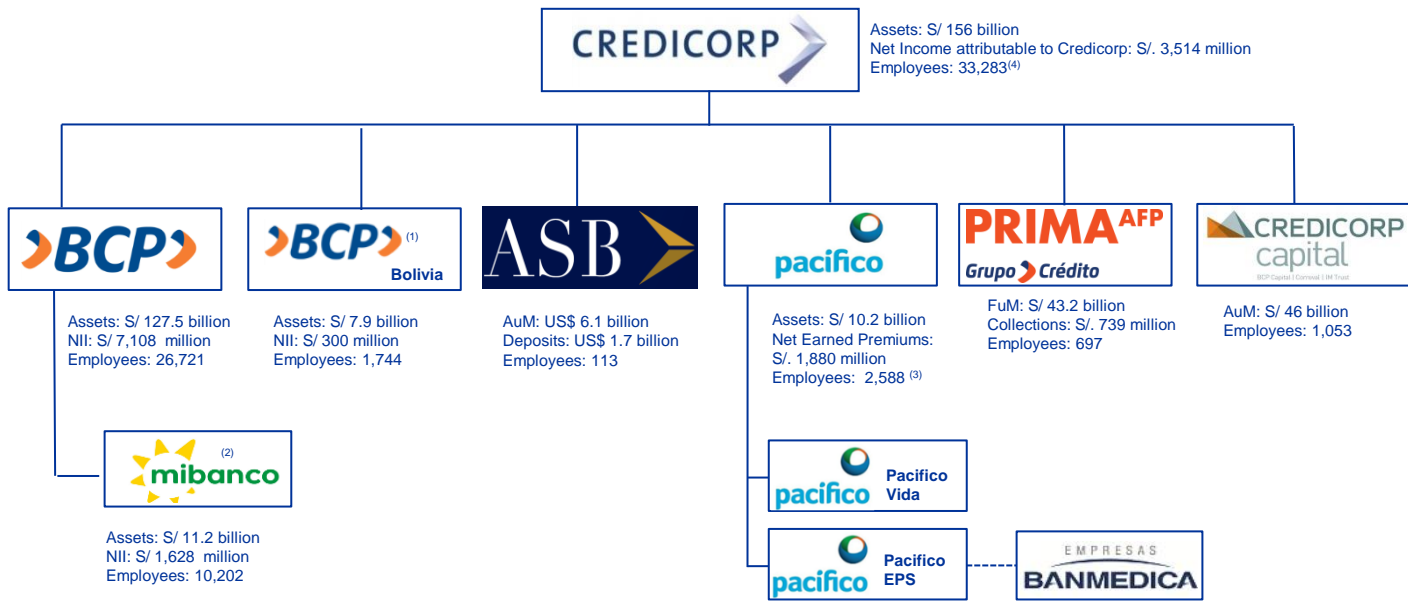 CREDICORP
Assets: S/ 156 billion
Net Income attributable to Credicorp: S/. 3,514 million
Employees: 33,283(4)
BCP
BCP (1)
Bolivia
ASB
pacifico
PRIMA AFP
Grupo Crédito
CREDICORP
capital
BCP Capital | Correval | IM Trust
Assets: S/ 127.5 billion
NII: S/ 7,108 million
Employees: 26,721
Assets: S/ 7.9 billion
NII: S/ 300 million
Employees: 1,744
AuM: US$ 6.1 billion
Deposits: US$ 1.7 billion
Employees: 113
Assets: S/ 10.2 billion
Net Earned Premiums:
S/. 1,880 million
Employees: 2,588 (3)
FuM: S/ 43.2 billion
Collections: S/. 739 million
Employees: 697
AuM: S/ 46 billion
Employees: 1,053
mibanco (2)
Assets: S/ 11.2 billion
NII: S/ 1,628 million
Employees: 10,202
pacifico
Pacifico
Vida
pacifico
Pacifico
EPS
EMPRESAS
BANMEDICA